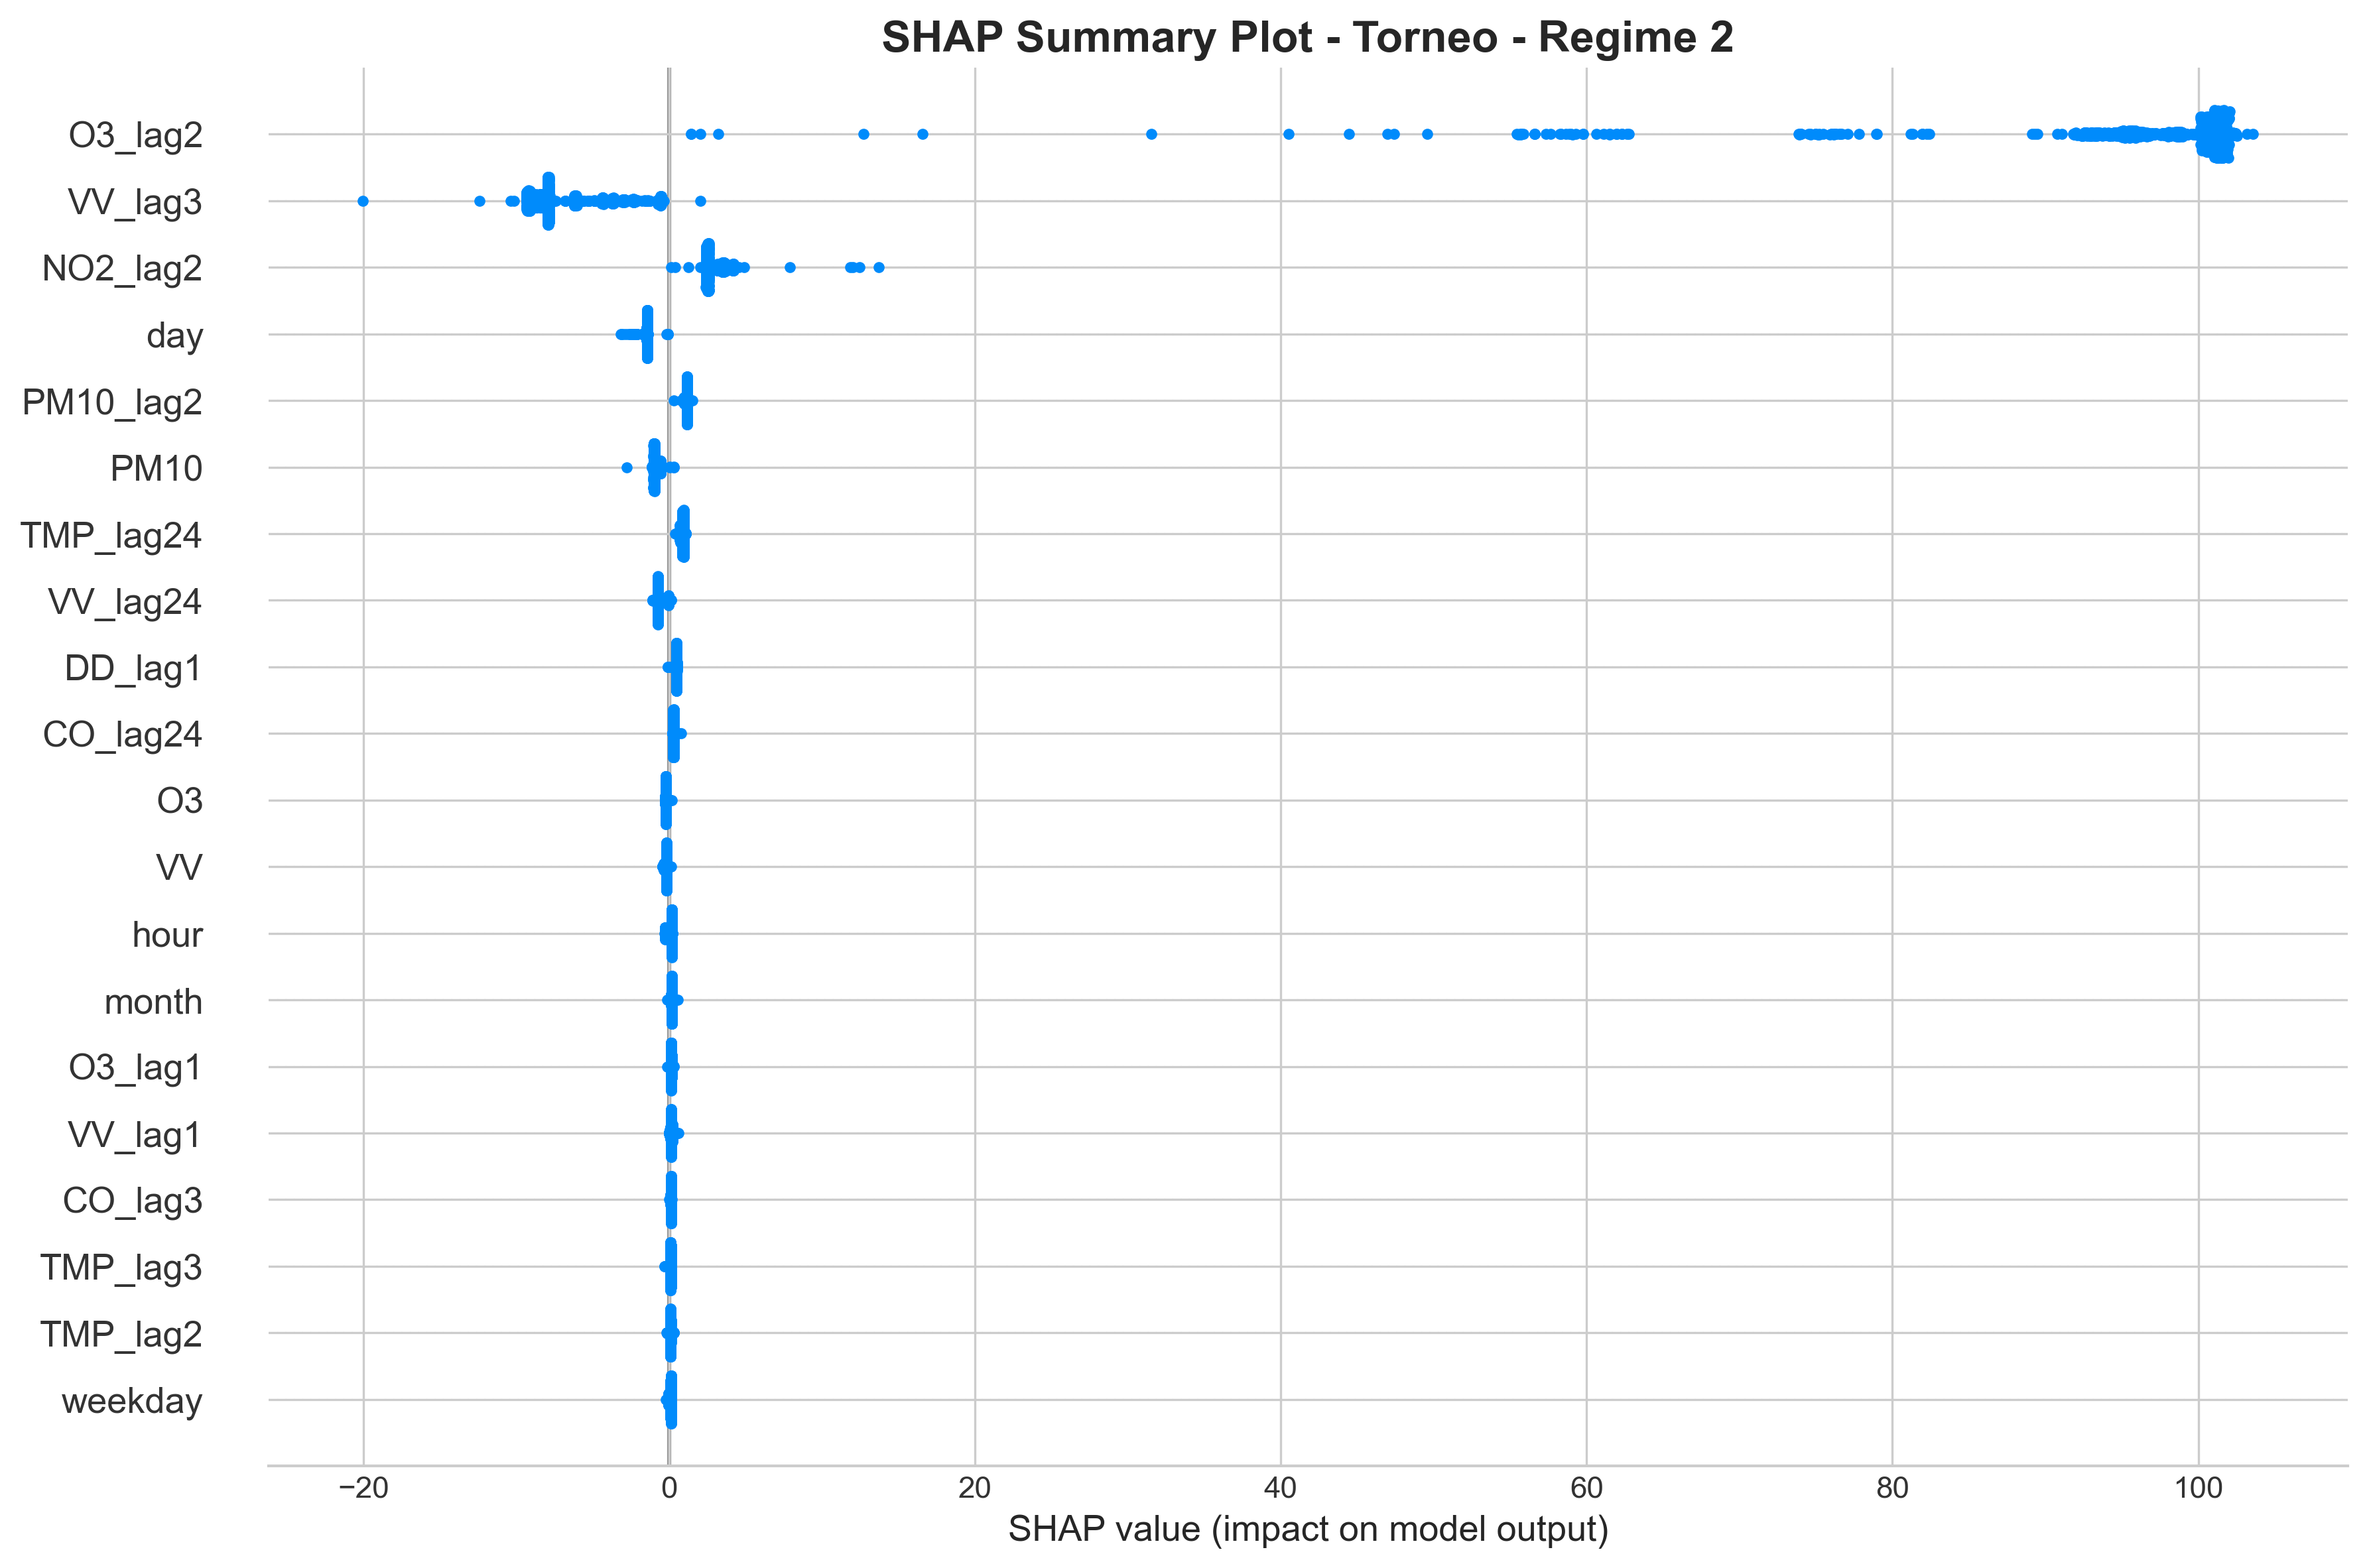 SHAP Summary Plot - Torneo - Regime 2
O3_lag2
VV_lag3
NO2_lag2
day
PM10_lag2
PM10
TMP_lag24
VV_lag24
DD_lag1
CO_lag24
O3
VV
hour
month
O3_lag1
VV_lag1
CO_lag3
TMP_lag3
TMP_lag2
weekday
−20 0 20 40 60 80 100
SHAP value (impact on model output)